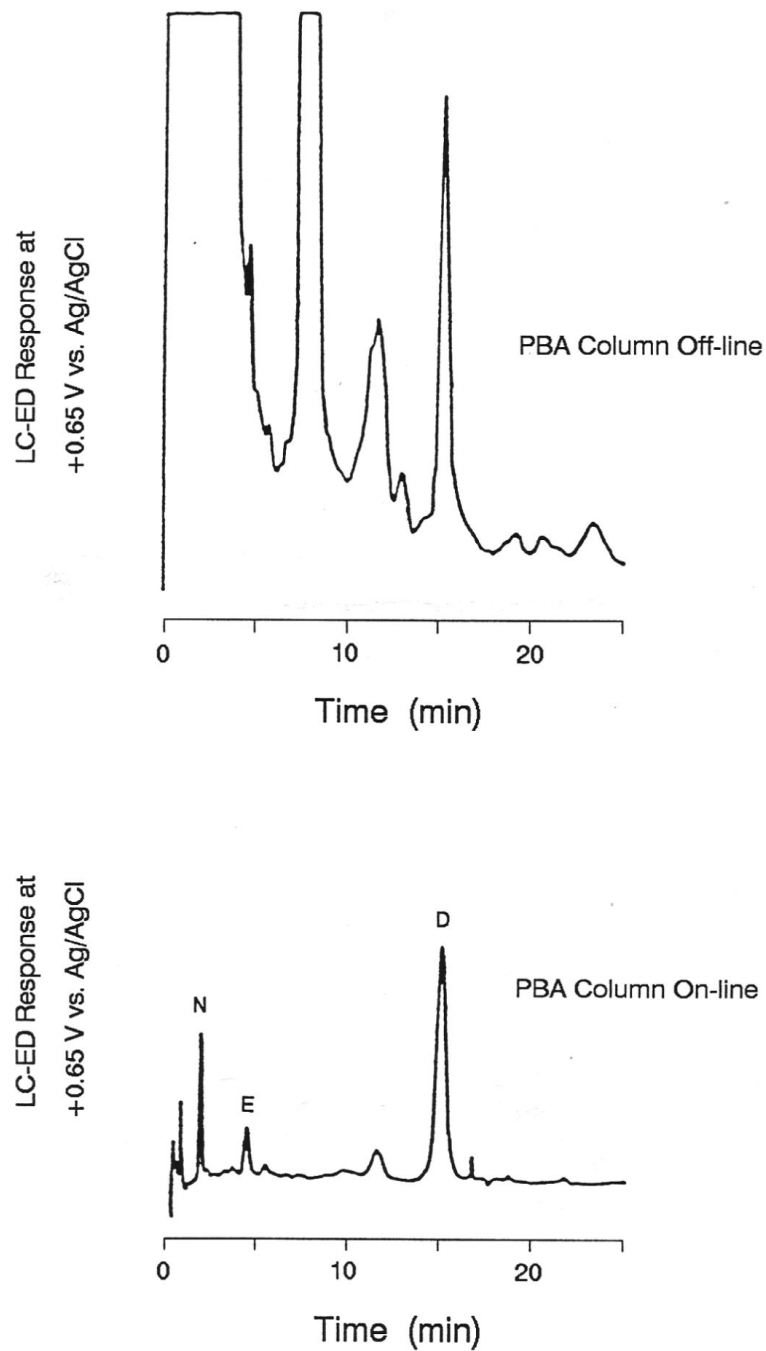 LC-ED Response at
+0.65 V vs. Ag/AgCl
PBA Column Off-line
0 10 20
Time (min)
LC-ED Response at
+0.65 V vs. Ag/AgCl
N
E
D
PBA Column On-line
0 10 20
Time (min)